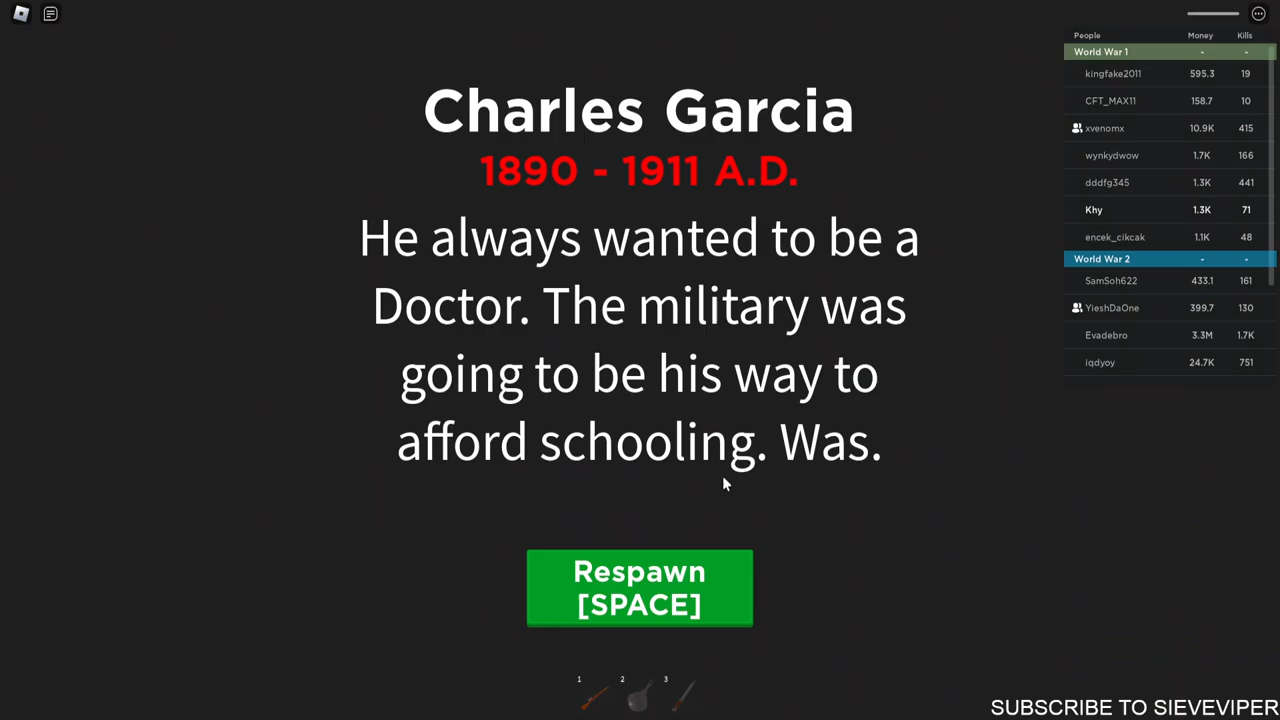 People Money Kills
World War 1 - -
kingfake2011 595.3 19
CFT_MAX11 158.7 10
xvenomx 10.9K 415
wynkydwow 1.7K 166
dddfg345 1.3K 441
Khy 1.3K 71
encek_cikcak 1.1K 48
World War 2 - -
SamSoh622 433.1 161
YieshDaOne 399.7 130
Evadebro 3.3M 1.7K
iqdyoy 24.7K 751
Charles Garcia
1890 - 1911 A.D.
He always wanted to be a
Doctor. The military was
going to be his way to
afford schooling. Was.
Respawn
[SPACE]
1 2 3
SUBSCRIBE TO SIEVEVIPER